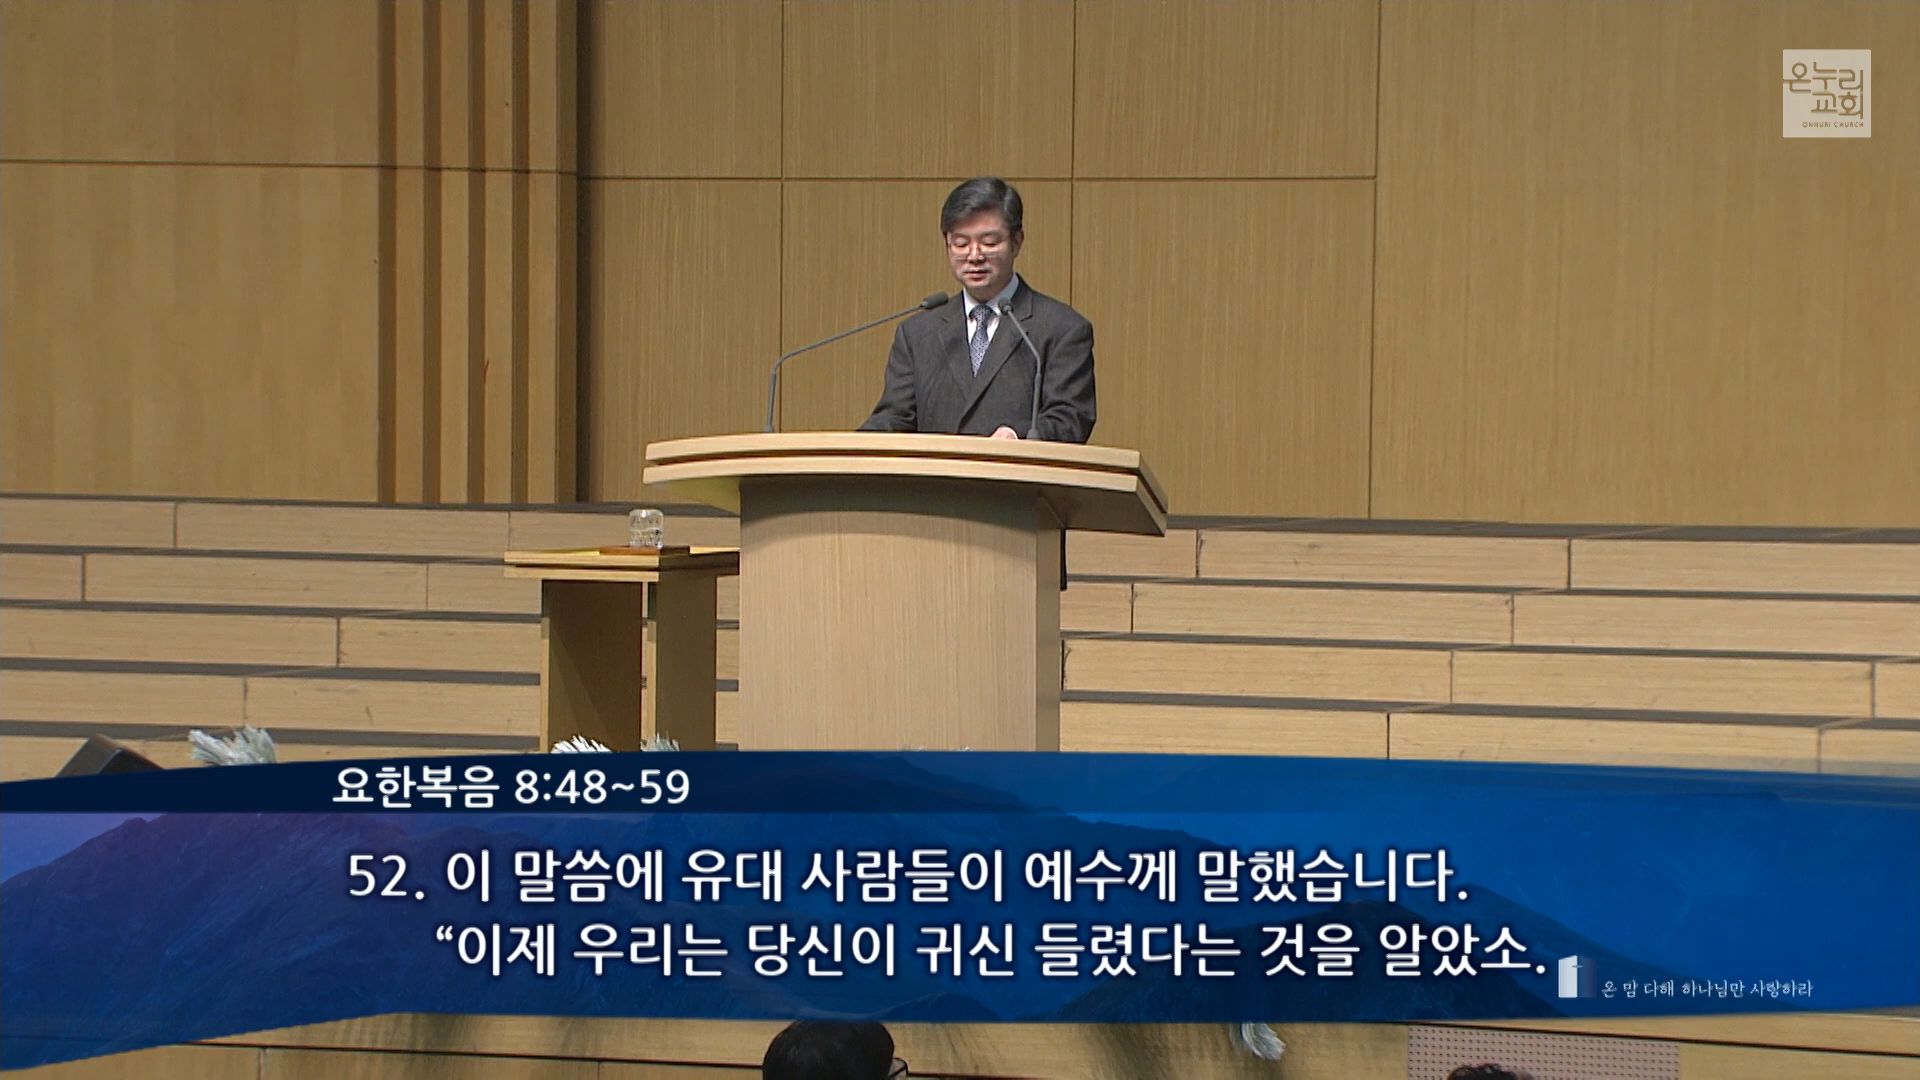 온누리
교회
ONNURI CHURCH
요한복음 8:48~59
52. 이 말씀에 유대 사람들이 예수께 말했습니다.
“이제 우리는 당신이 귀신 들렸다는 것을 알았소.
온 맘 다해 하나님만 사랑하라